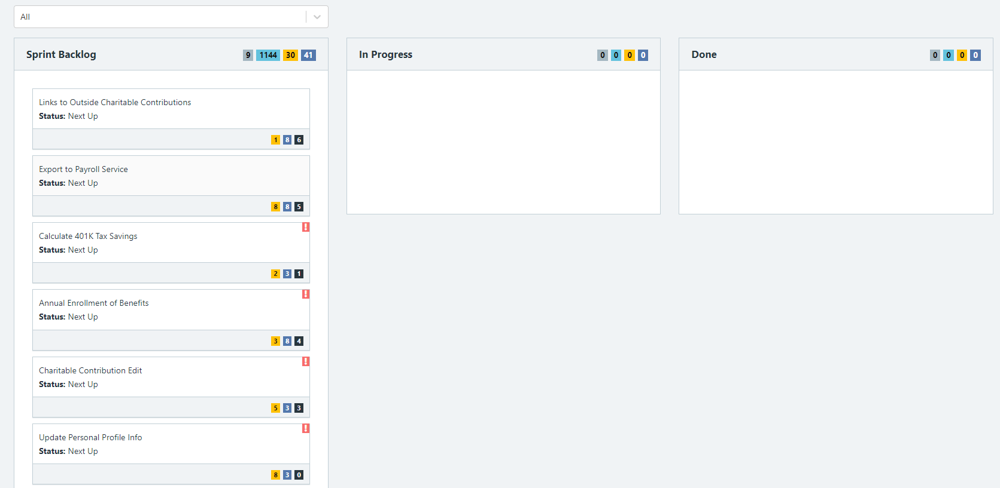 All
Sprint Backlog 9 1144 30 41
Links to Outside Charitable Contributions
Status: Next Up
1 8 6
Export to Payroll Service
Status: Next Up
8 8 5
!
Calculate 401K Tax Savings
Status: Next Up
2 3 1
!
Annual Enrollment of Benefits
Status: Next Up
3 8 4
!
Charitable Contribution Edit
Status: Next Up
5 3 3
!
Update Personal Profile Info
Status: Next Up
8 3 0
In Progress 0 0 0 0
Done 0 0 0 0